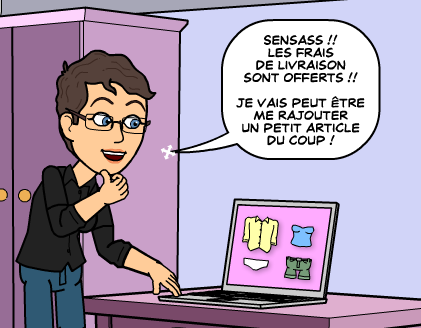 SENSASS !!
LES FRAIS
DE LIVRAISON
SONT OFFERTS !!
JE VAIS PEUT ÊTRE
ME RAJOUTER
UN PETIT ARTICLE
DU COUP !